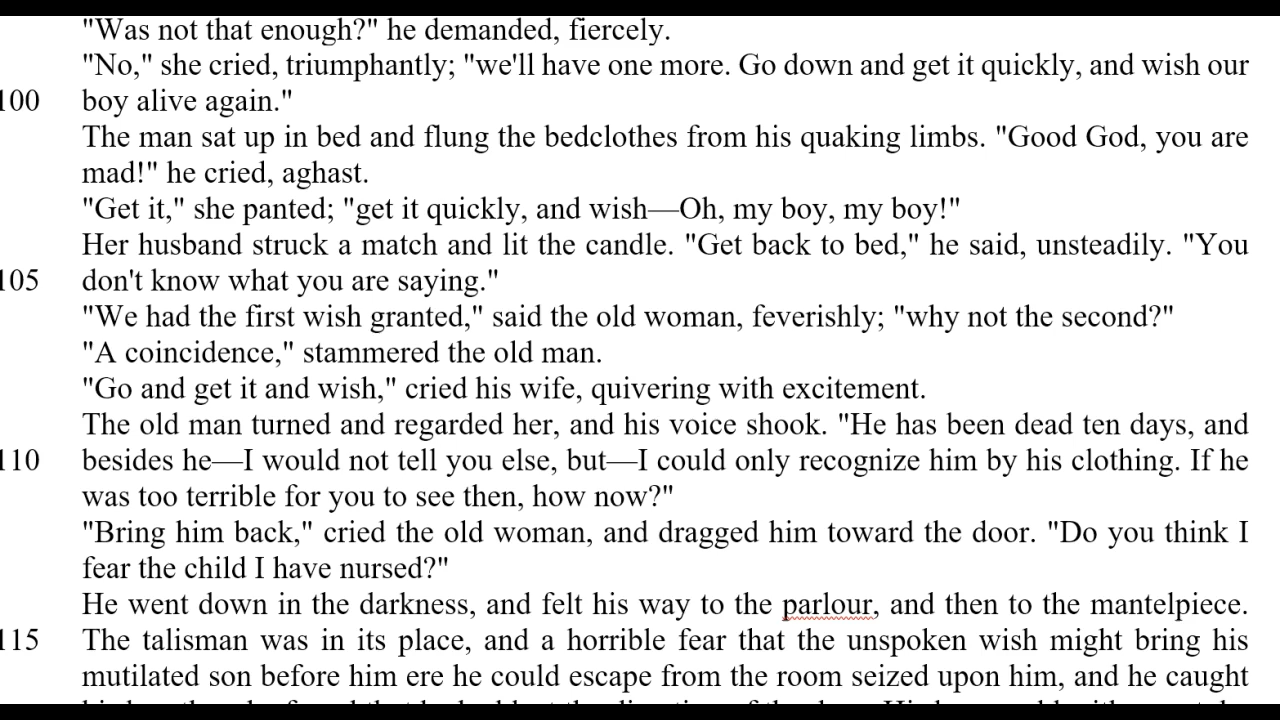 "Was not that enough?" he demanded, fiercely.
"No," she cried, triumphantly; "we'll have one more. Go down and get it quickly, and wish our
100 boy alive again."
The man sat up in bed and flung the bedclothes from his quaking limbs. "Good God, you are
mad!" he cried, aghast.
"Get it," she panted; "get it quickly, and wish—Oh, my boy, my boy!"
Her husband struck a match and lit the candle. "Get back to bed," he said, unsteadily. "You
105 don't know what you are saying."
"We had the first wish granted," said the old woman, feverishly; "why not the second?"
"A coincidence," stammered the old man.
"Go and get it and wish," cried his wife, quivering with excitement.
The old man turned and regarded her, and his voice shook. "He has been dead ten days, and
110 besides he—I would not tell you else, but—I could only recognize him by his clothing. If he
was too terrible for you to see then, how now?"
"Bring him back," cried the old woman, and dragged him toward the door. "Do you think I
fear the child I have nursed?"
He went down in the darkness, and felt his way to the parlour, and then to the mantelpiece.
115 The talisman was in its place, and a horrible fear that the unspoken wish might bring his
mutilated son before him ere he could escape from the room seized upon him, and he caught